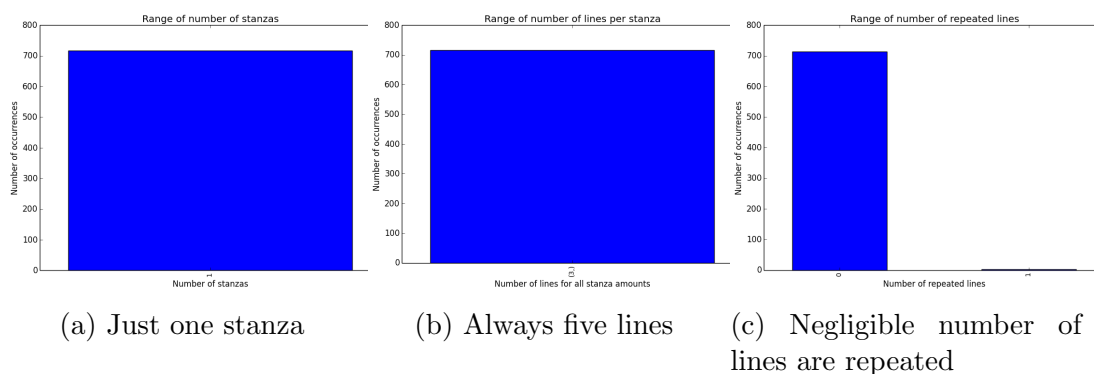 Range of number of stanzas
800
700
600
500
400
300
200
100
0
Number of occurrences
1
Number of stanzas
Range of number of lines per stanza
800
700
600
500
400
300
200
100
0
Number of occurrences
(3,)
Number of lines for all stanza amounts
Range of number of repeated lines
800
700
600
500
400
300
200
100
0
Number of occurrences
0
1
Number of repeated lines
(a) Just one stanza
(b) Always five lines
(c) Negligible number of
lines are repeated